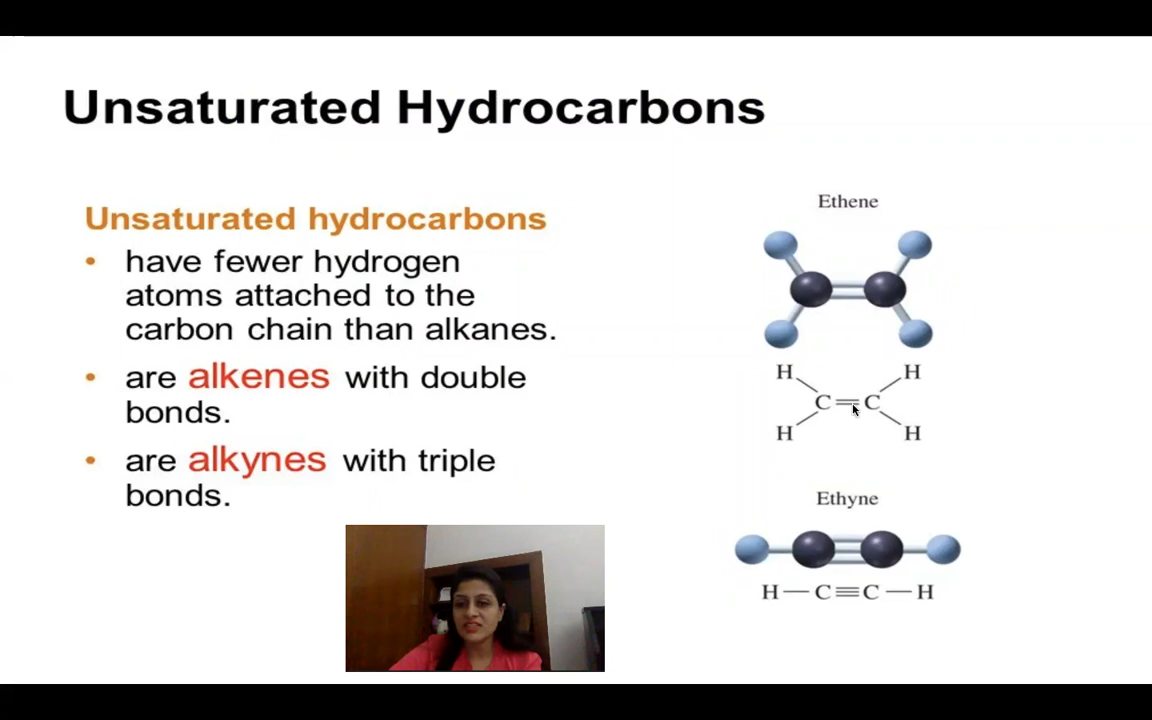 Unsaturated Hydrocarbons
Unsaturated hydrocarbons
• have fewer hydrogen
atoms attached to the
carbon chain than alkanes.
• are alkenes with double
bonds.
• are alkynes with triple
bonds.
Ethene
H H
C=C
H H
Ethyne
H—C≡C—H